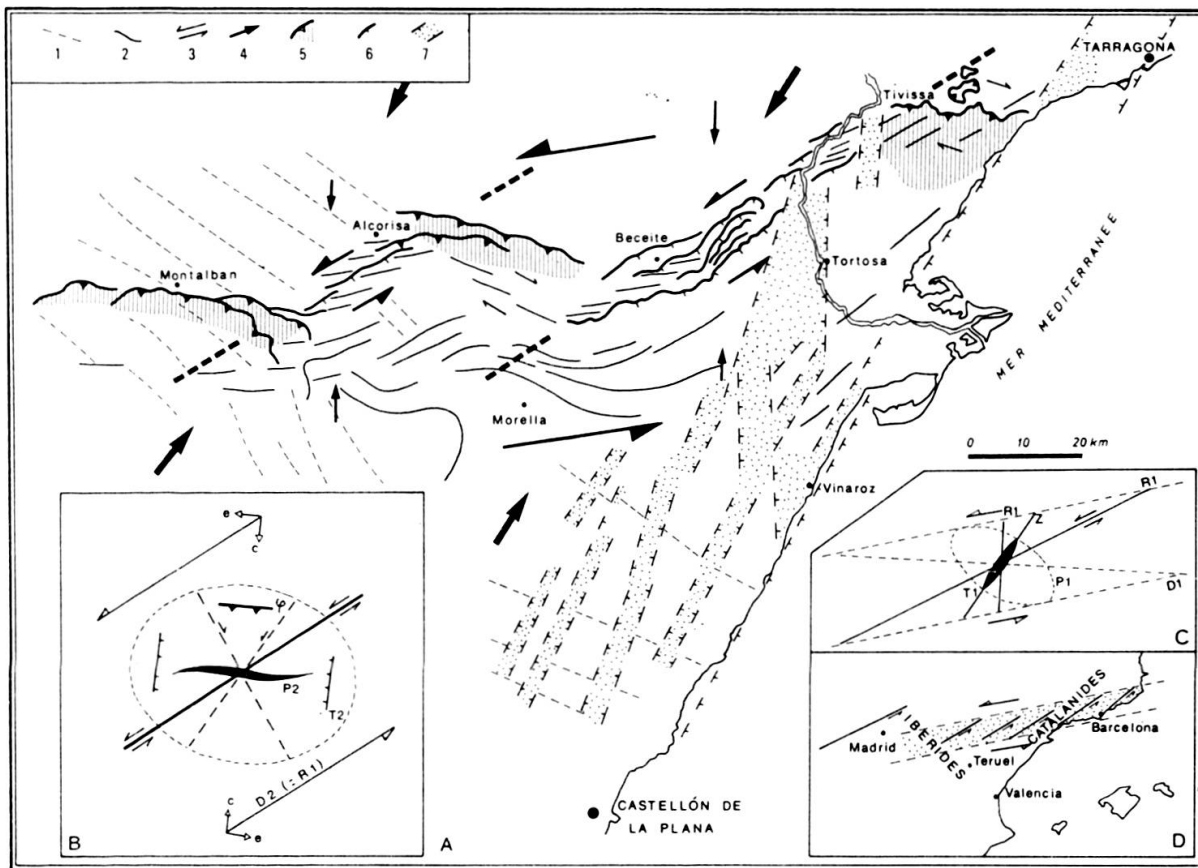 1 2 3 4 5 6 7
TARRAGONA
Tivissa
Alcorisa
Beceite
Montalban
Tortosa
MER MEDITERRANEE
Morella
0 10 20 km
Vinaroz
CASTELLÓN DE
LA PLANA
A
e
c
φ
P2
T2
D2 (= R1)
c
e
B
R1
R1
Z
P1
T1
D1
C
IBERIDES
CATALANIDES
Madrid
Barcelona
Teruel
Valencia
D